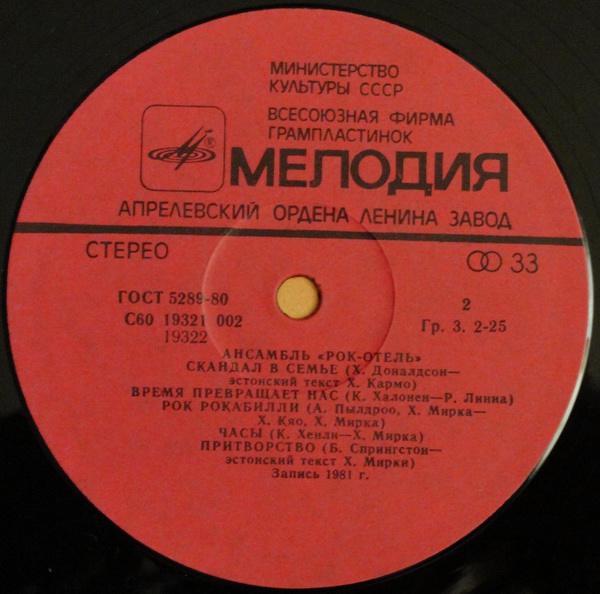 МИНИСТЕРСТВО
КУЛЬТУРЫ СССР
ВСЕСОЮЗНАЯ ФИРМА
ГРАМПЛАСТИНОК
МЕЛОДИЯ
АПРЕЛЕВСКИЙ ОРДЕНА ЛЕНИНА ЗАВОД
СТЕРЕО
33
ГОСТ 5289-80
2
С60 19321 002
Гр. 3. 2-25
19322
АНСАМБЛЬ «РОК-ОТЕЛЬ»
СКАНДАЛ В СЕМЬЕ (Х. Доналдсон—
эстонский текст Х. Кармо)
ВРЕМЯ ПРЕВРАЩАЕТ НАС (К. Халонен—Р. Линна)
РОК РОКАБИЛЛИ (А. Пылдроо, Х. Мирка—
Х. Кяо, Х. Мирка)
ЧАСЫ (К. Хенли—Х. Мирка)
ПРИТВОРСТВО (Б. Спрингстон—
эстонский текст Х. Мирки)
Запись 1981 г.